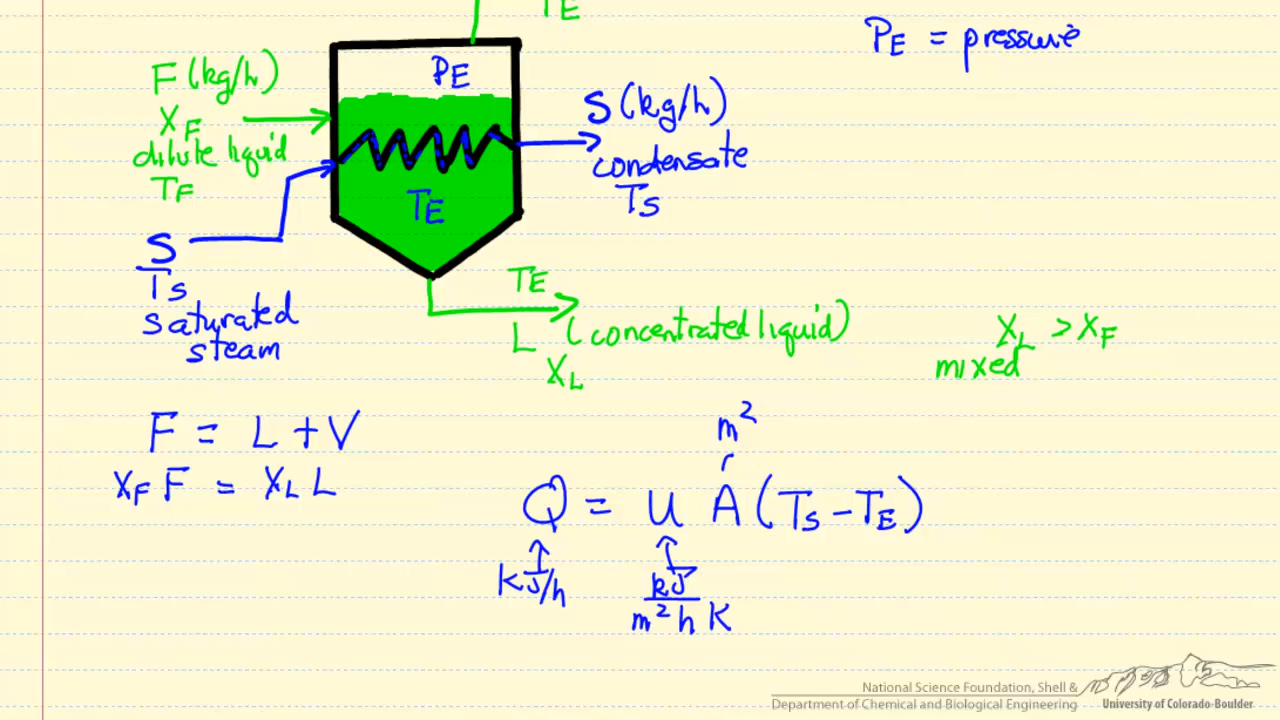 TE
PE = pressure
F (kg/h)
XF
dilute liquid
TF
PE
TE
S (kg/h)
condensate
TS
S
TS
saturated
steam
TE
L (concentrated liquid)
XL
XL > XF
mixed
F = L + V
XF F = XL L
m²
Q = U A (TS - TE)
kJ/h
kJ
m² h K
National Science Foundation, Shell &
Department of Chemical and Biological Engineering
University of Colorado-Boulder